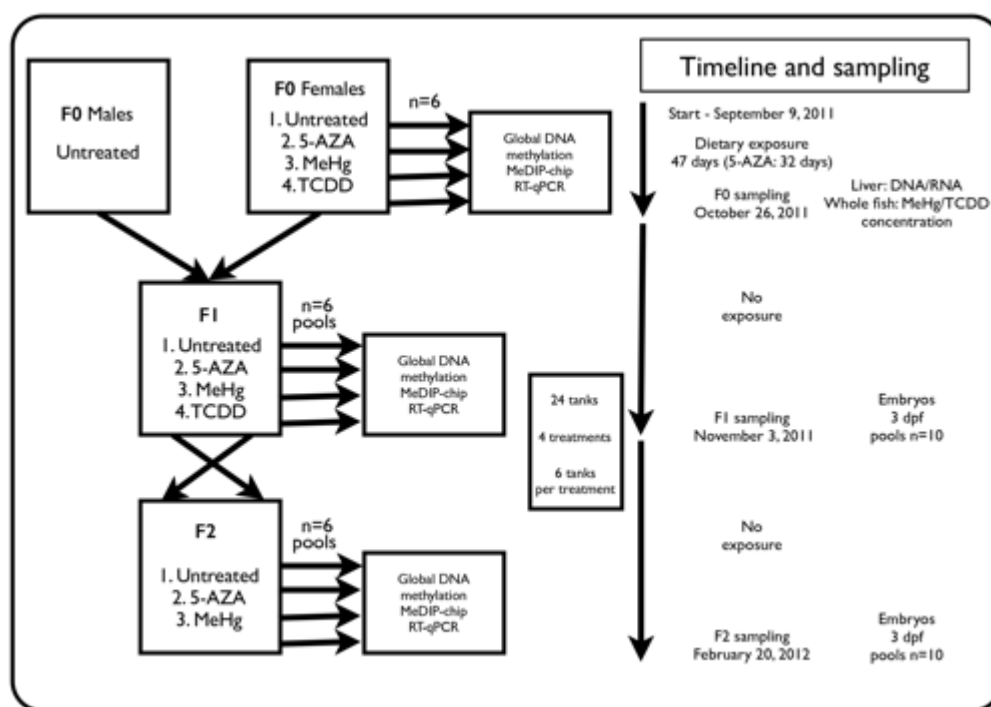 Timeline and sampling
F0 Males
Untreated
F0 Females
1. Untreated
2. 5-AZA
3. MeHg
4. TCDD
n=6
Global DNA
methylation
MeDIP-chip
RT-qPCR
Start - September 9, 2011
Dietary exposure
47 days (5-AZA: 32 days)
F0 sampling
October 26, 2011
Liver: DNA/RNA
Whole fish: MeHg/TCDD
concentration
F1
1. Untreated
2. 5-AZA
3. MeHg
4. TCDD
n=6
pools
Global DNA
methylation
MeDIP-chip
RT-qPCR
No
exposure
24 tanks
4 treatments
6 tanks
per treatment
F1 sampling
November 3, 2011
Embryos
3 dpf
pools n=10
F2
1. Untreated
2. 5-AZA
3. MeHg
n=6
pools
Global DNA
methylation
MeDIP-chip
RT-qPCR
No
exposure
F2 sampling
February 20, 2012
Embryos
3 dpf
pools n=10